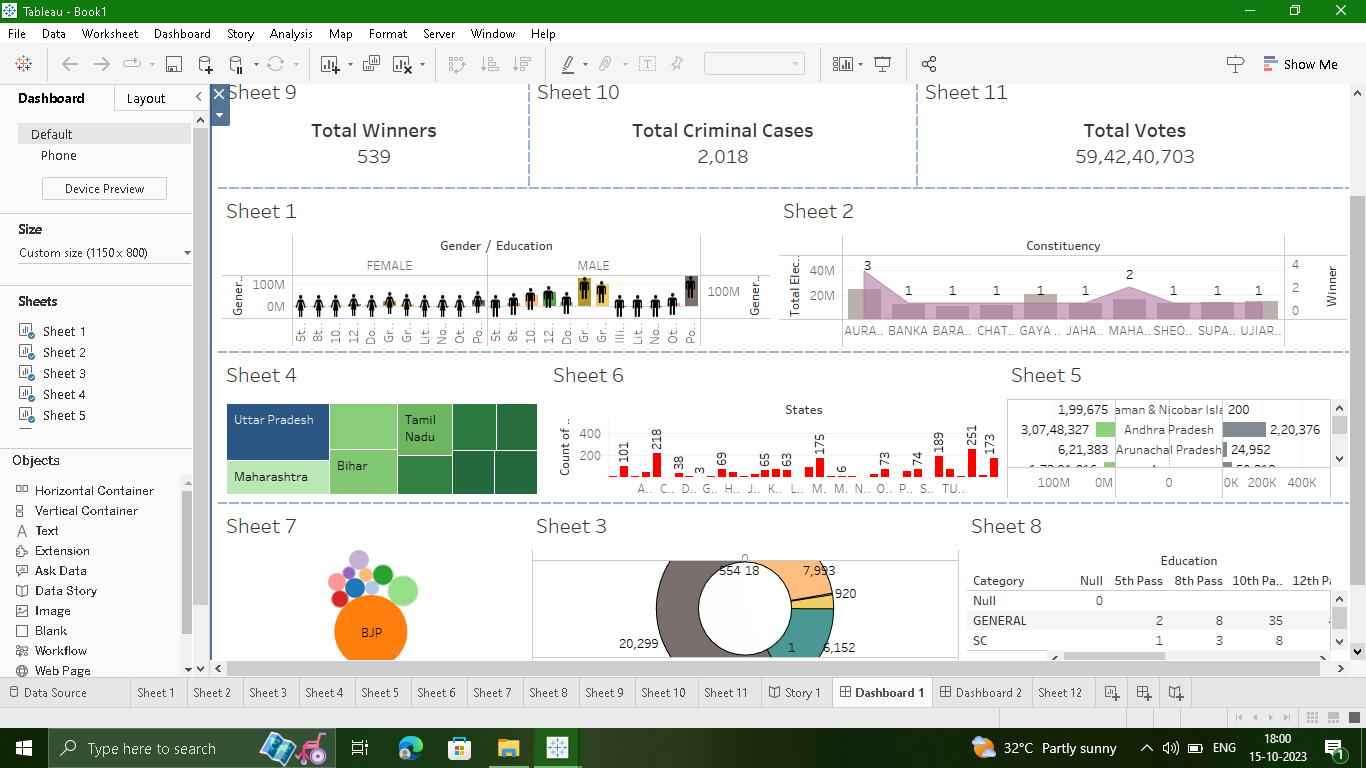 Tableau - Book1
File Data Worksheet Dashboard Story Analysis Map Format Server Window Help
Show Me
Dashboard Layout
Default
Phone
Device Preview
Size
Custom size (1150 x 800)
Sheets
Sheet 1
Sheet 2
Sheet 3
Sheet 4
Sheet 5
Objects
Horizontal Container
Vertical Container
Text
Extension
Ask Data
Data Story
Image
Blank
Workflow
Web Page
Sheet 9
Total Winners
539
Sheet 10
Total Criminal Cases
2,018
Sheet 11
Total Votes
59,42,40,703
Sheet 1
Gender / Education
FEMALE MALE
Gener..
100M
0M
100M
Gener..
5t.. 8t.. 10.. 12.. Do.. Gr.. Gr.. Lit.. No.. Ot.. Po.. 5t.. 8t.. 10.. 12.. Do.. Gr.. Gr.. Illi.. Lit.. No.. Ot.. Po..
Sheet 2
Constituency
Total Elec..
40M
20M
3 1 1 1 1 1 2 1 1 1
4
2
0
Winner
AURA.. BANKA BARA.. CHAT.. GAYA .. JAHA.. MAHA.. SHEO.. SUPA.. UJIAR..
Sheet 4
Uttar Pradesh
Maharashtra
Bihar
Tamil
Nadu
Sheet 6
States
Count of ..
400
200
101 218 38 3 69 65 63 175 6 73 74 189 251 173
A.. C.. D.. G.. H.. J.. K.. L.. M.. M.. N.. O.. P.. S.. TU..
Sheet 5
1,99,675 aman & Nicobar Isla 200
3,07,48,327 Andhra Pradesh 2,20,376
6,21,383 Arunachal Pradesh 24,952
100M 0M 0 0K 200K 400K
Sheet 7
BJP
Sheet 3
0
554 18 7,993
920
20,299 1 6,152
Sheet 8
Education
Category Null 5th Pass 8th Pass 10th Pa.. 12th Pa
Null 0
GENERAL 2 8 35
SC 1 3 8
Data Source Sheet 1 Sheet 2 Sheet 3 Sheet 4 Sheet 5 Sheet 6 Sheet 7 Sheet 8 Sheet 9 Sheet 10 Sheet 11 Story 1 Dashboard 1 Dashboard 2 Sheet 12
Type here to search
32°C Partly sunny
ENG
18:00
15-10-2023
1